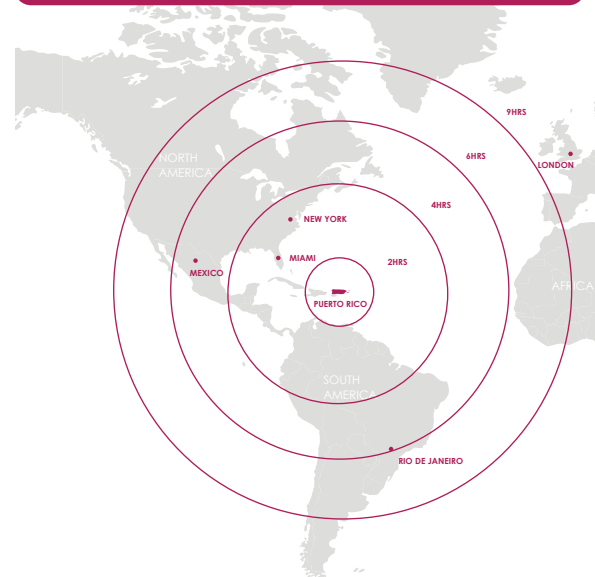 9HRS
6HRS
LONDON
NORTH
AMERICA
4HRS
NEW YORK
MIAMI
2HRS
MEXICO
AFRICA
PUERTO RICO
SOUTH
AMERICA
RIO DE JANEIRO